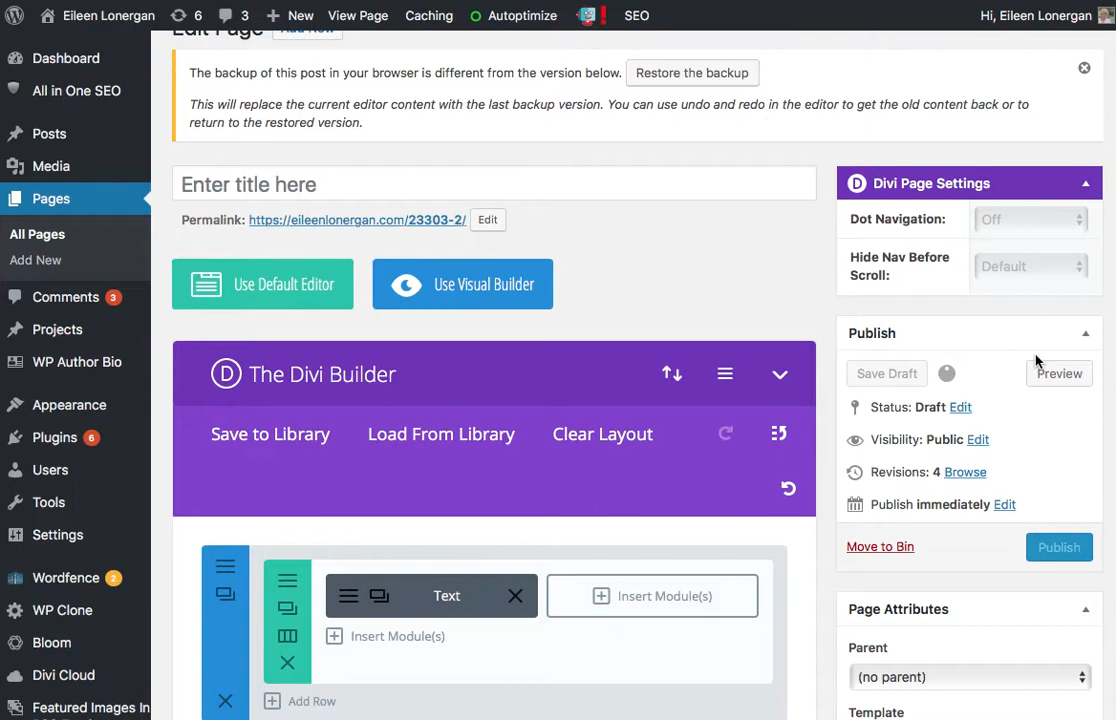 Eileen Lonergan 6 3 New View Page Caching Autoptimize SEO Hi, Eileen Lonergan
Dashboard
All in One SEO
Posts
Media
Pages
All Pages
Add New
Comments 3
Projects
WP Author Bio
Appearance
Plugins 6
Users
Tools
Settings
Wordfence 2
WP Clone
Bloom
Divi Cloud
Featured Images In
Edit Page Add New
The backup of this post in your browser is different from the version below. Restore the backup
This will replace the current editor content with the last backup version. You can use undo and redo in the editor to get the old content back or to
return to the restored version.
Enter title here
Permalink: https://eileenlonergan.com/23303-2/ Edit
Use Default Editor Use Visual Builder
D The Divi Builder
Save to Library Load From Library Clear Layout
Text Insert Module(s)
Insert Module(s)
Add Row
D Divi Page Settings
Dot Navigation: Off
Hide Nav Before
Scroll: Default
Publish
Save Draft Preview
Status: Draft Edit
Visibility: Public Edit
Revisions: 4 Browse
Publish immediately Edit
Move to Bin Publish
Page Attributes
Parent
(no parent)
Template